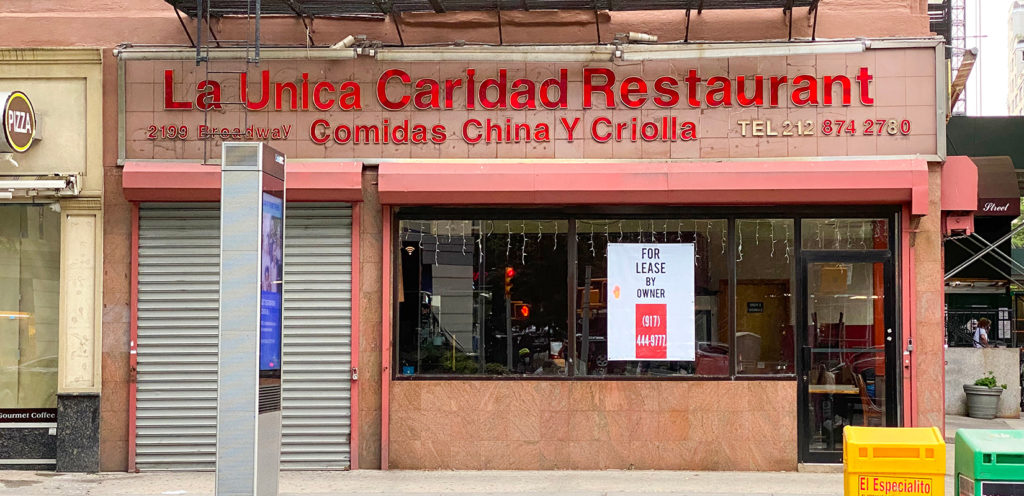 La Unica Caridad Restaurant
2199 Broadway Comidas China Y Criolla TEL 212 874 2780
PIZZA
Street
FOR
LEASE
BY
OWNER
(917)
444-9777
Gourmet Coffee
El Especialito